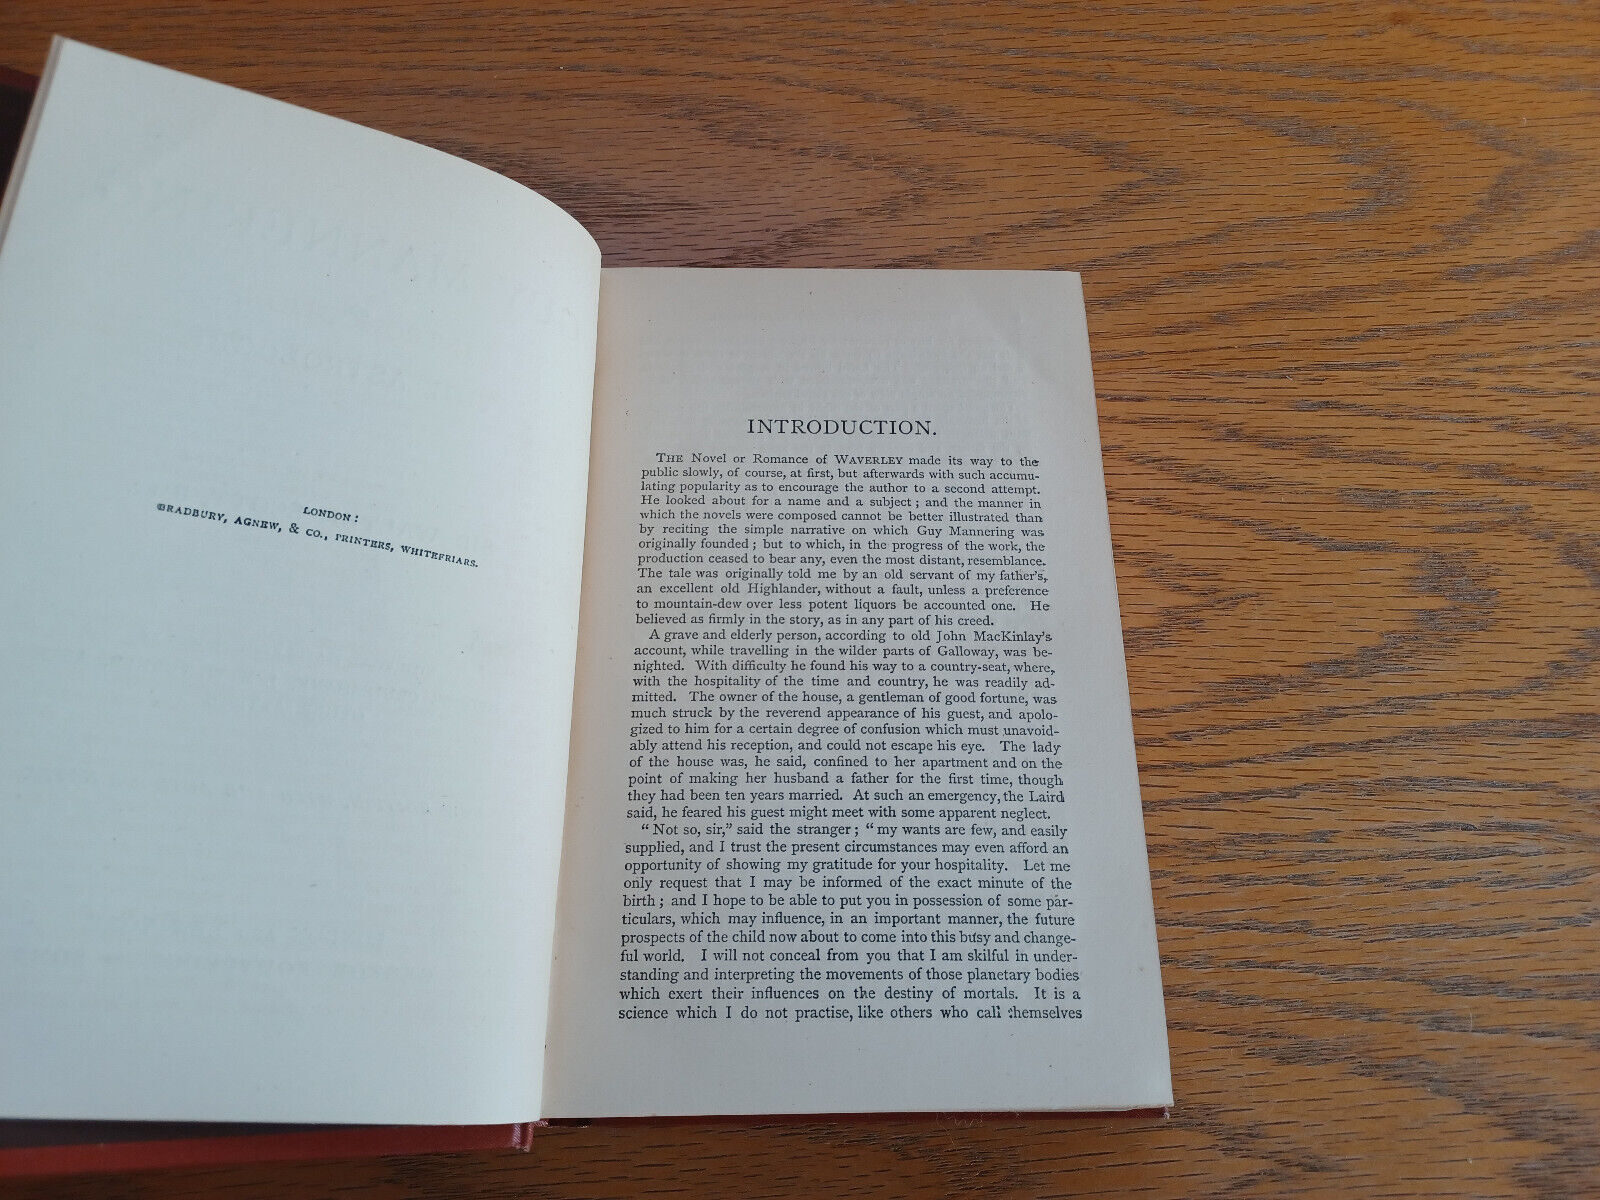 LONDON:
BRADBURY, AGNEW, & CO., PRINTERS, WHITEFRIARS.
INTRODUCTION.
THE Novel or Romance of WAVERLEY made its way to the
public slowly, of course, at first, but afterwards with such accumu-
lating popularity as to encourage the author to a second attempt.
He looked about for a name and a subject; and the manner in
which the novels were composed cannot be better illustrated than
by reciting the simple narrative on which Guy Mannering was
originally founded; but to which, in the progress of the work, the
production ceased to bear any, even the most distant, resemblance.
The tale was originally told me by an old servant of my father's,
an excellent old Highlander, without a fault, unless a preference
to mountain-dew over less potent liquors be accounted one. He
believed as firmly in the story, as in any part of his creed.
A grave and elderly person, according to old John MacKinlay's
account, while travelling in the wilder parts of Galloway, was be-
nighted. With difficulty he found his way to a country-seat, where,
with the hospitality of the time and country, he was readily ad-
mitted. The owner of the house, a gentleman of good fortune, was
much struck by the reverend appearance of his guest, and apolo-
gized to him for a certain degree of confusion which must unavoid-
ably attend his reception, and could not escape his eye. The lady
of the house was, he said, confined to her apartment and on the
point of making her husband a father for the first time, though
they had been ten years married. At such an emergency, the Laird
said, he feared his guest might meet with some apparent neglect.
"Not so, sir," said the stranger; "my wants are few, and easily
supplied, and I trust the present circumstances may even afford an
opportunity of showing my gratitude for your hospitality. Let me
only request that I may be informed of the exact minute of the
birth; and I hope to be able to put you in possession of some par-
ticulars, which may influence, in an important manner, the future
prospects of the child now about to come into this busy and change-
ful world. I will not conceal from you that I am skilful in under-
standing and interpreting the movements of those planetary bodies
which exert their influences on the destiny of mortals. It is a
science which I do not practise, like others who call themselves